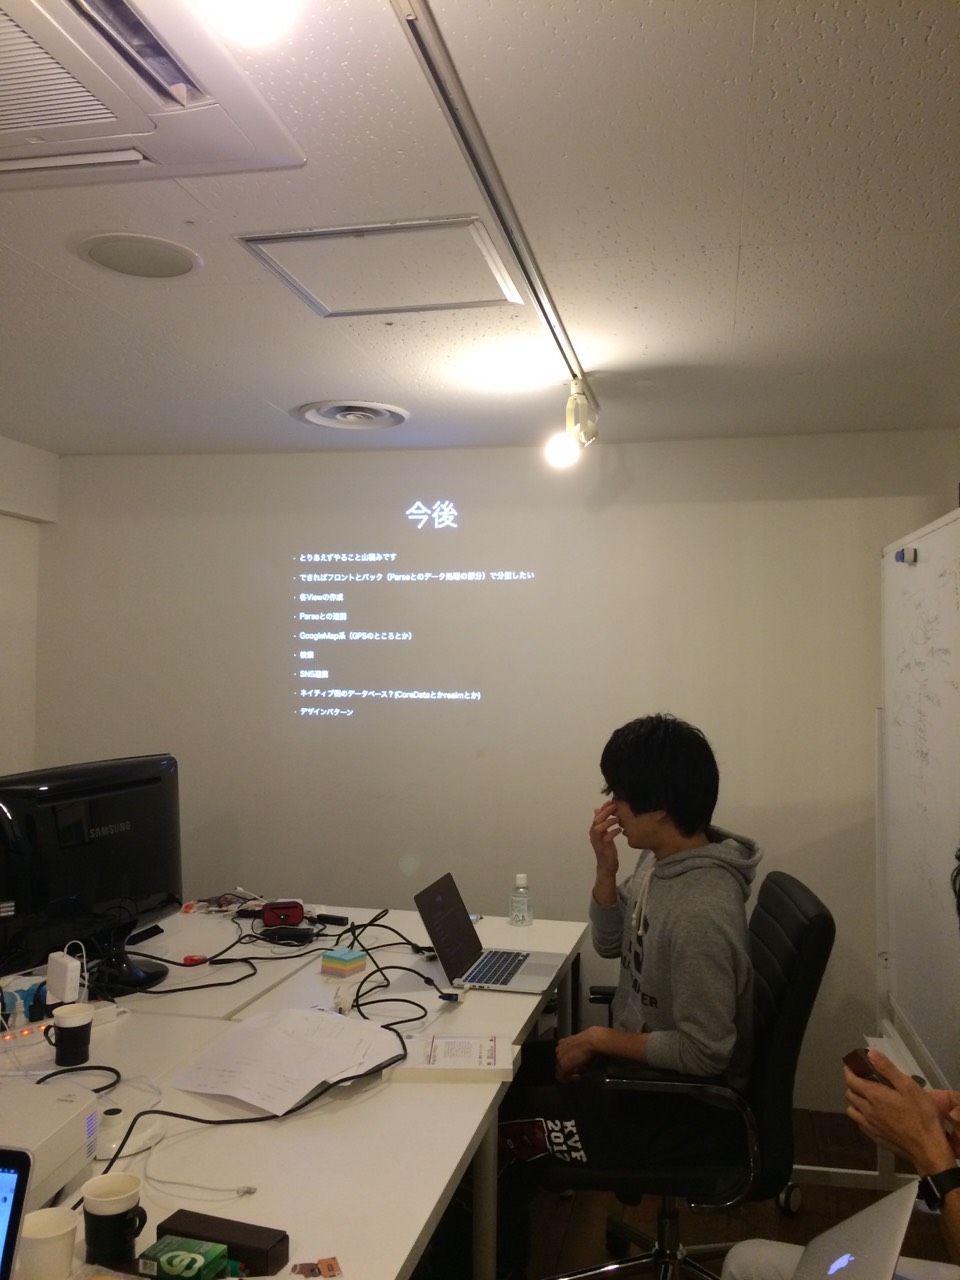 今後
・とりあえずやること山積みです
・できればフロントとバック（Parseとのデータ処理の部分）で分担したい
・各Viewの作成
・Parseとの連携
・GoogleMap系（GPSのところとか）
・検索
・SNS連携
・ネイティブ側のデータベース？(CoreDataとかrealmとか)
・デザインパターン
SAMSUNG
KVF
2012